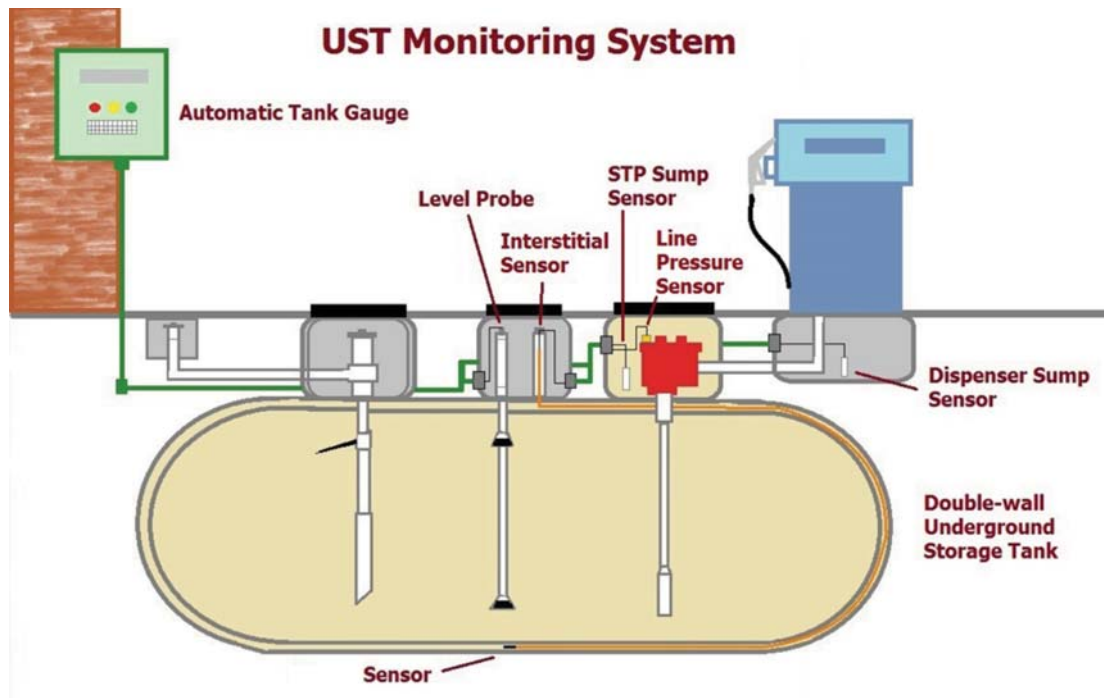 UST Monitoring System
Automatic Tank Gauge
Level Probe
Interstitial
Sensor
STP Sump
Sensor
Line
Pressure
Sensor
Dispenser Sump
Sensor
Double-wall
Underground
Storage Tank
Sensor